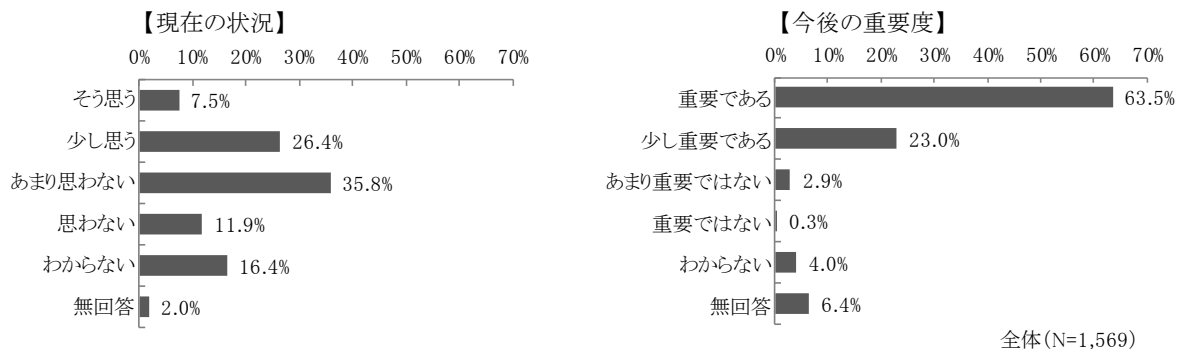 【現在の状況】
0% 10% 20% 30% 40% 50% 60% 70%
そう思う 7.5%
少し思う 26.4%
あまり思わない 35.8%
思わない 11.9%
わからない 16.4%
無回答 2.0%
【今後の重要度】
0% 10% 20% 30% 40% 50% 60% 70%
重要である 63.5%
少し重要である 23.0%
あまり重要ではない 2.9%
重要ではない 0.3%
わからない 4.0%
無回答 6.4%
全体(N=1,569)